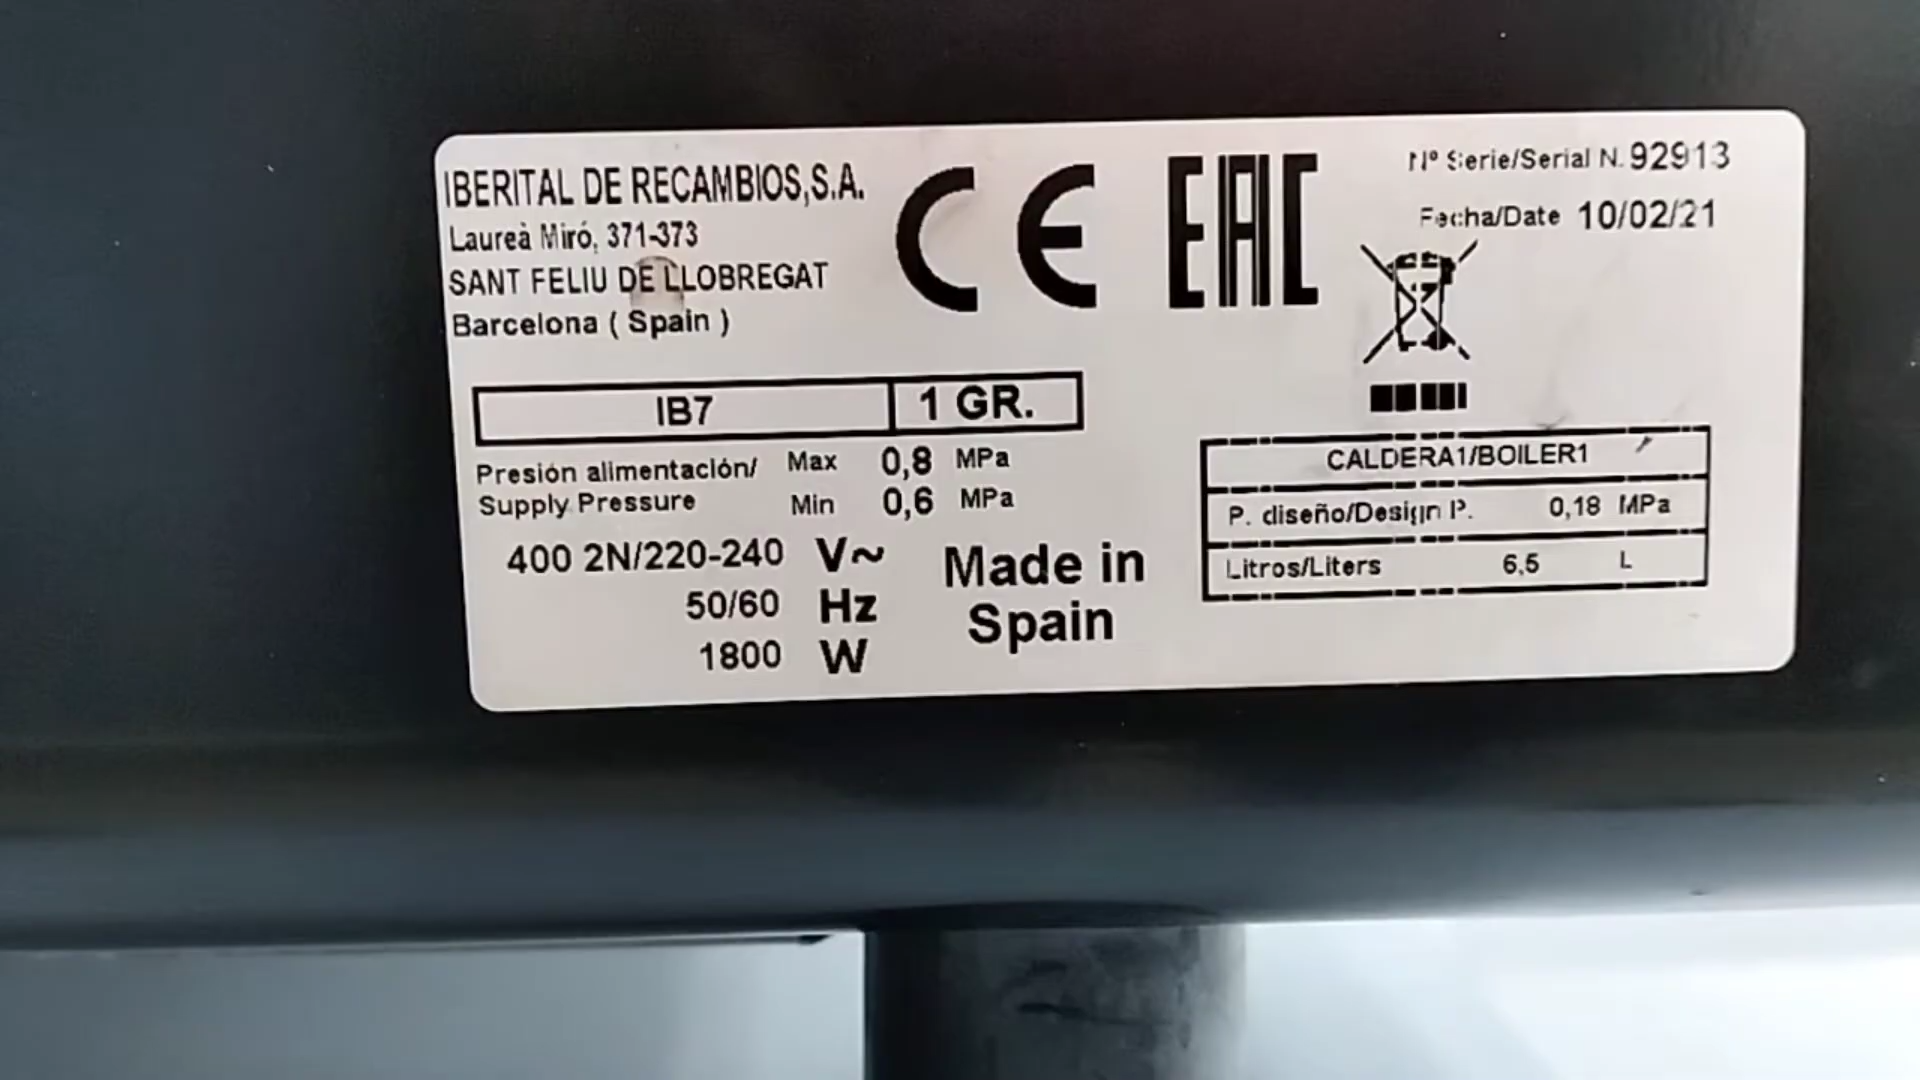 IBERITAL DE RECAMBIOS,S.A.
Laureà Miró, 371-373
SANT FELIU DE LLOBREGAT
Barcelona ( Spain )
CE
EAC
Nº Serie/Serial N. 92913
Fecha/Date 10/02/21
IB7 1 GR.
Presión alimentación/ Max 0,8 MPa
Supply Pressure Min 0,6 MPa
400 2N/220-240 V~
50/60 Hz
1800 W
Made in
Spain
CALDERA1/BOILER1
P. diseño/Design P. 0,18 MPa
Litros/Liters 6,5 L